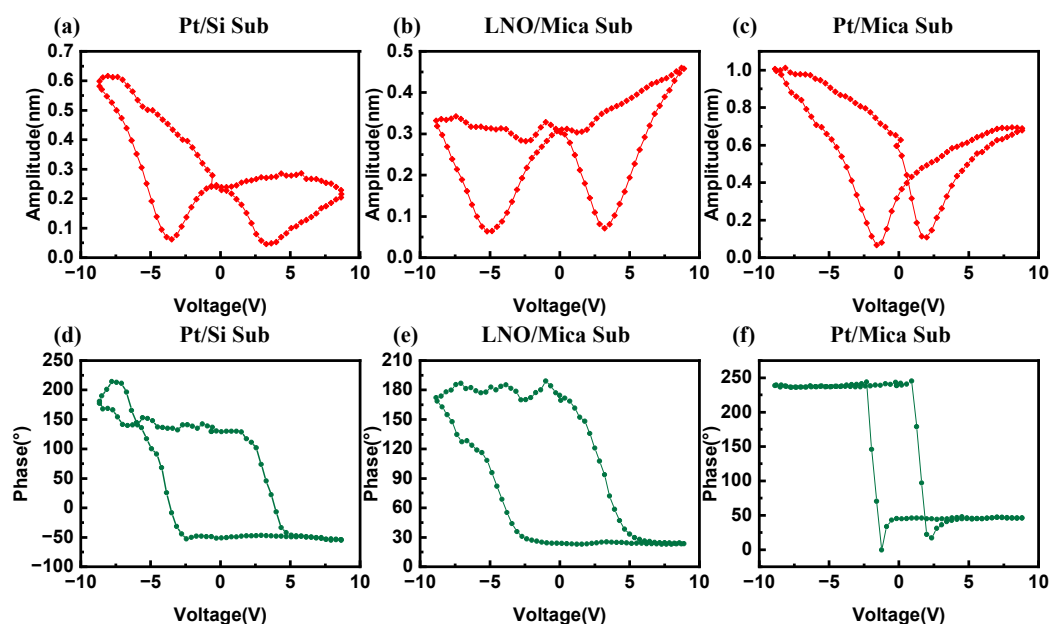 (a) Pt/Si Sub
0.7
0.6
0.5
0.4
0.3
0.2
0.1
0.0
Amplitude(nm)
−10 −5 0 5 10
Voltage(V)
(b) LNO/Mica Sub
0.5
0.4
0.3
0.2
0.1
0.0
Amplitude(nm)
−10 −5 0 5 10
Voltage(V)
(c) Pt/Mica Sub
1.0
0.8
0.6
0.4
0.2
0.0
Amplitude(nm)
−10 −5 0 5 10
Voltage(V)
(d) Pt/Si Sub
250
200
150
100
50
0
−50
−100
Phase(°)
−10 −5 0 5 10
Voltage(V)
(e) LNO/Mica Sub
210
180
150
120
90
60
30
0
Phase(°)
−10 −5 0 5 10
Voltage(V)
(f) Pt/Mica Sub
250
200
150
100
50
0
Phase(°)
−10 −5 0 5 10
Voltage(V)